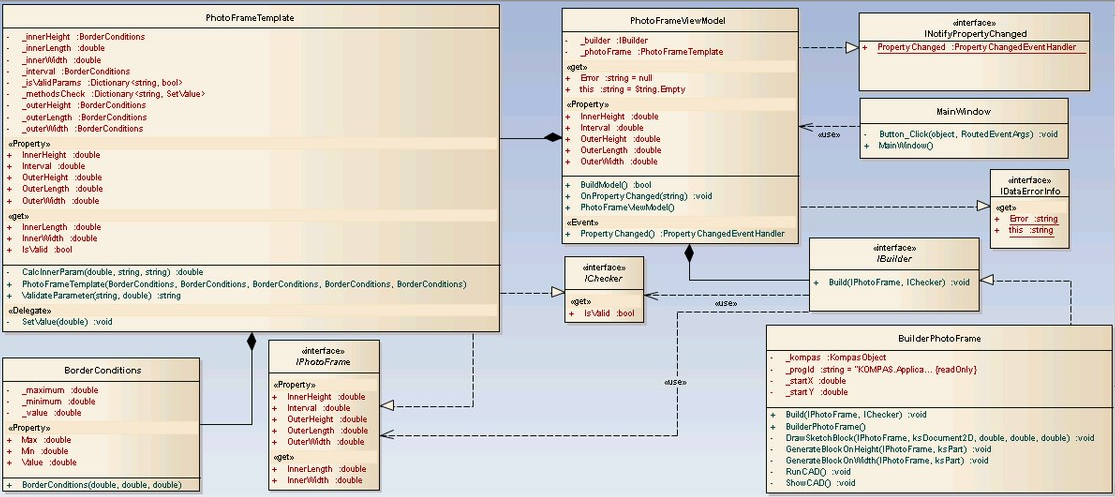 PhotoFrameTemplate
- _innerHeight :BorderConditions
- _innerLength :double
- _innerWidth :double
- _interval :BorderConditions
- _isValidParams :Dictionary<string, bool>
- _methodsCheck :Dictionary<string, SetValue>
- _outerHeight :BorderConditions
- _outerLength :BorderConditions
- _outerWidth :BorderConditions
«Property»
+ InnerHeight :double
+ Interval :double
+ OuterHeight :double
+ OuterLength :double
+ OuterWidth :double
«get»
+ InnerLength :double
+ InnerWidth :double
+ IsValid :bool
- CalcInnerParam(double, string, string) :double
+ PhotoFrameTemplate(BorderConditions, BorderConditions, BorderConditions, BorderConditions, BorderConditions)
+ ValidateParameter(string, double) :string
«Delegate»
- SetValue(double) :void
PhotoFrameViewModel
- _builder :IBuilder
- _photoFrame :PhotoFrameTemplate
«get»
+ Error :string = null
+ this :string = String.Empty
«Property»
+ InnerHeight :double
+ Interval :double
+ OuterHeight :double
+ OuterLength :double
+ OuterWidth :double
+ BuildModel() :bool
+ OnPropertyChanged(string) :void
+ PhotoFrameViewModel()
«Event»
+ PropertyChanged() :PropertyChangedEventHandler
«interface»
INotifyPropertyChanged
+ PropertyChanged :PropertyChangedEventHandler
MainWindow
- Button_Click(object, RoutedEventArgs) :void
+ MainWindow()
«use»
«interface»
IDataErrorInfo
«get»
+ Error :string
+ this :string
«interface»
IChecker
«get»
+ IsValid :bool
«interface»
IBuilder
+ Build(IPhotoFrame, IChecker) :void
«use»
«use»
BorderConditions
- _maximum :double
- _minimum :double
- _value :double
«Property»
+ Max :double
+ Min :double
+ Value :double
+ BorderConditions(double, double, double)
«interface»
IPhotoFrame
«Property»
+ InnerHeight :double
+ Interval :double
+ OuterHeight :double
+ OuterLength :double
+ OuterWidth :double
«get»
+ InnerLength :double
+ InnerWidth :double
BuilderPhotoFrame
- _kompas :KompasObject
- _progId :string = "KOMPAS.Applica... {readOnly}
- _startX :double
- _startY :double
+ Build(IPhotoFrame, IChecker) :void
+ BuilderPhotoFrame()
- DrawSketchBlock(IPhotoFrame, ksDocument2D, double, double, double) :void
- GenerateBlockOnHeight(IPhotoFrame, ksPart) :void
- GenerateBlockOnWidth(IPhotoFrame, ksPart) :void
- RunCAD() :void
- ShowCAD() :void